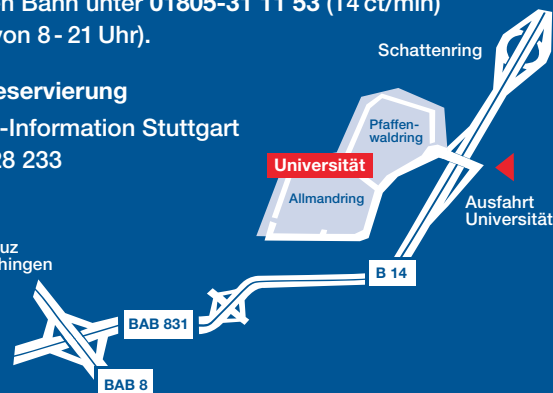 en Bahn unter 01805-31 11 53 (14 ct/min)
von 8 - 21 Uhr).
eservierung
-Information Stuttgart
28 233
Schattenring
Pfaffen-
waldring
Universität
Allmandring
Ausfahrt
Universität
uz
hingen
B 14
BAB 831
BAB 8